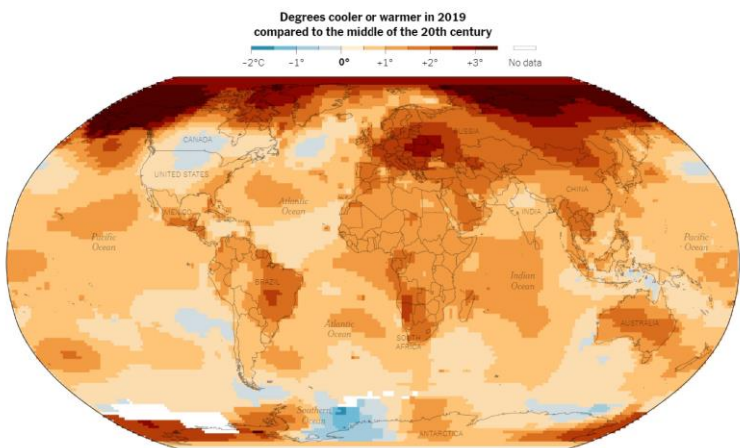 Degrees cooler or warmer in 2019
compared to the middle of the 20th century
–2°C –1° 0° +1° +2° +3° No data
RUSSIA
CANADA
UNITED STATES
CHINA
Atlantic
Ocean
MEXICO
INDIA
Pacific
Ocean
Pacific
Ocean
Indian
Ocean
BRAZIL
Atlantic
Ocean
AUSTRALIA
SOUTH
AFRICA
Southern
Ocean
ANTARCTICA